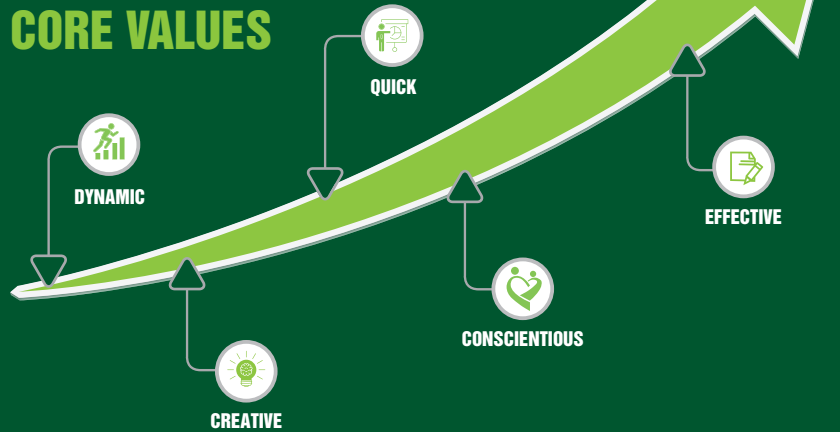 CORE VALUES
QUICK
DYNAMIC
EFFECTIVE
CONSCIENTIOUS
CREATIVE